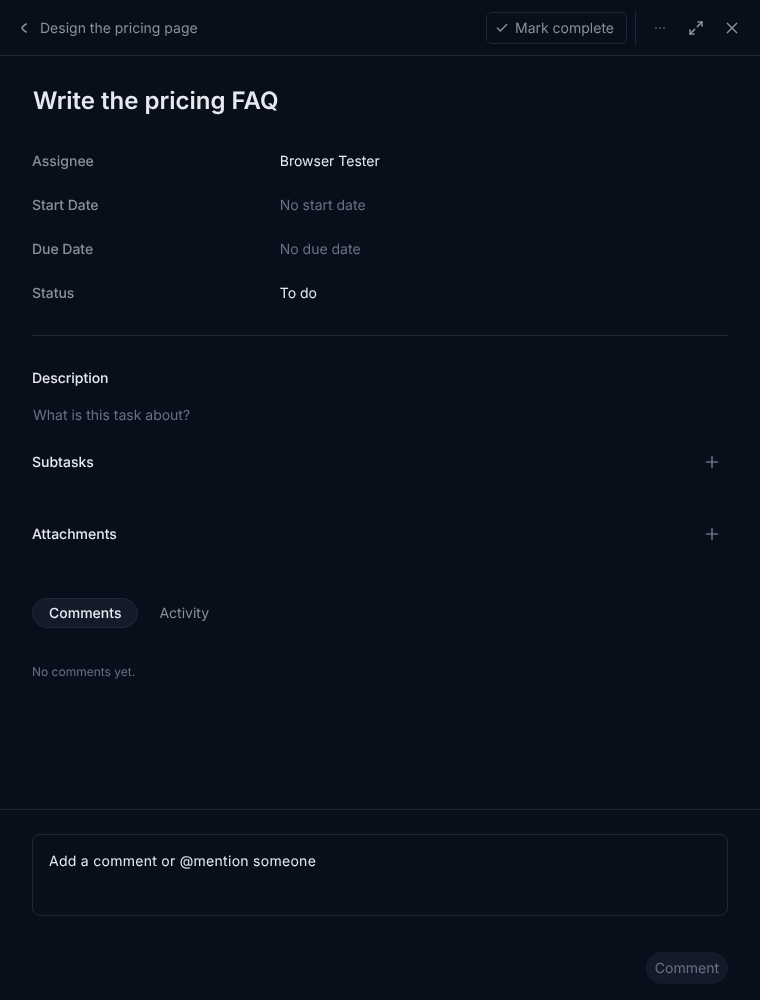 Design the pricing page
Mark complete
Write the pricing FAQ
Assignee Browser Tester
Start Date No start date
Due Date No due date
Status To do
Description
What is this task about?
Subtasks
Attachments
Comments Activity
No comments yet.
Add a comment or @mention someone
Comment